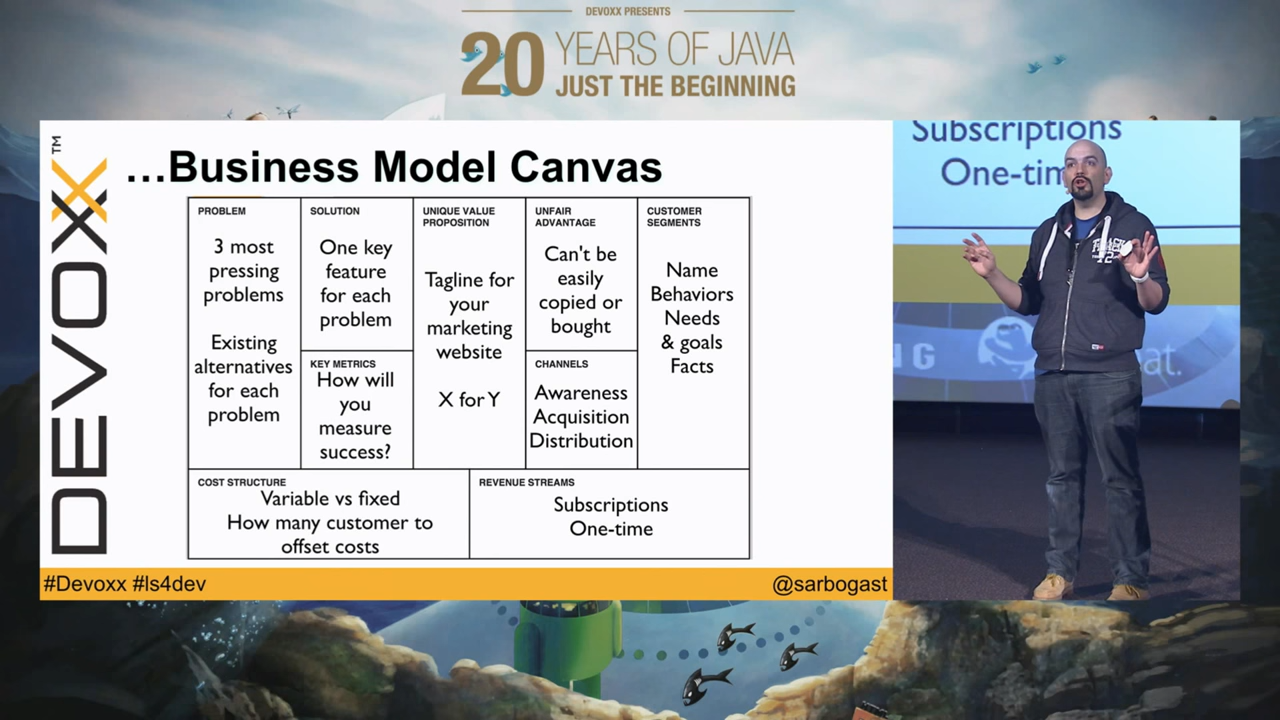 DEVOXX PRESENTS
20 YEARS OF JAVA
JUST THE BEGINNING
DEVOXX™
...Business Model Canvas
PROBLEM
3 most
pressing
problems
Existing
alternatives
for each
problem
SOLUTION
One key
feature
for each
problem
KEY METRICS
How will
you
measure
success?
UNIQUE VALUE
PROPOSITION
Tagline for
your
marketing
website
X for Y
UNFAIR
ADVANTAGE
Can't be
easily
copied or
bought
CHANNELS
Awareness
Acquisition
Distribution
CUSTOMER
SEGMENTS
Name
Behaviors
Needs
& goals
Facts
COST STRUCTURE
Variable vs fixed
How many customer to
offset costs
REVENUE STREAMS
Subscriptions
One-time
#Devoxx #ls4dev
@sarbogast
Subscriptions
One-tim